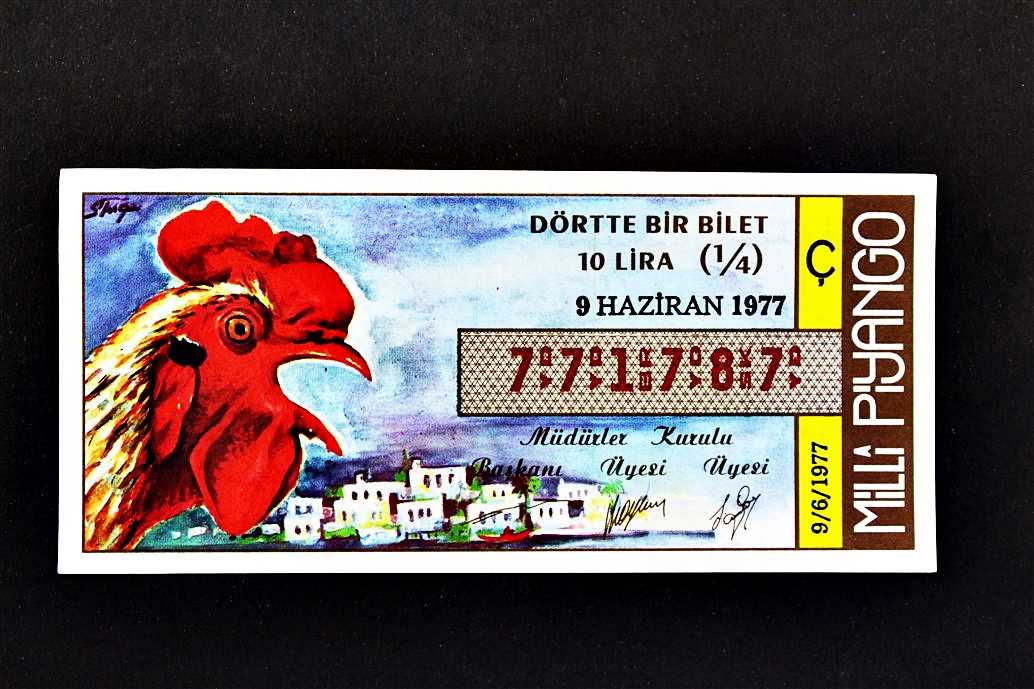 DÖRTTE BİR BİLET
10 LİRA (1/4)
9 HAZİRAN 1977
771787
Müdürler Kurulu
Başkanı Üyesi Üyesi
Ç
9/6/1977
MİLLİ PİYANGO